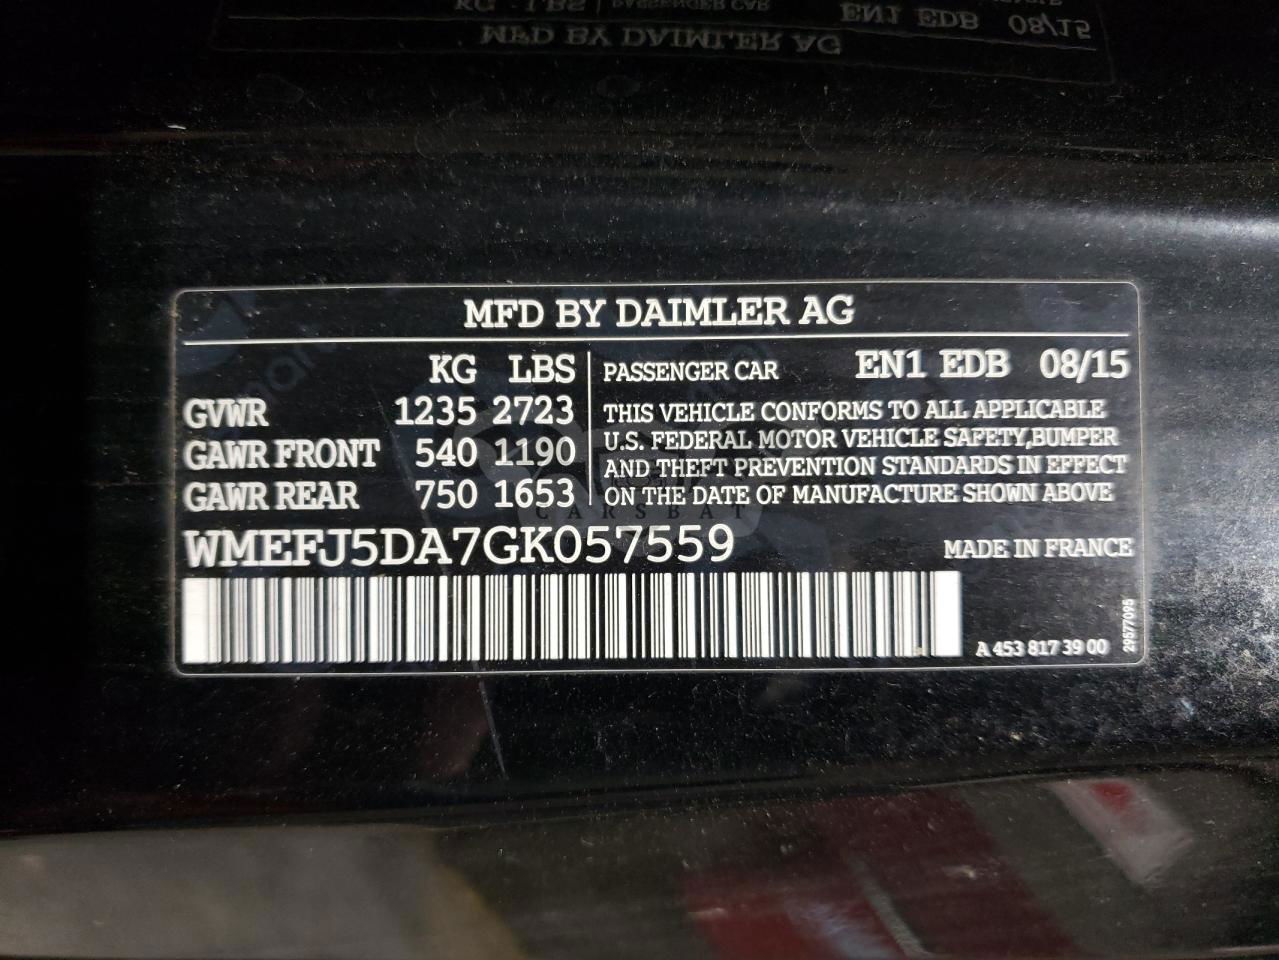 MFD BY DAIMLER AG
KG LBS PASSENGER CAR EN1 EDB 08/15
GVWR 1235 2723 THIS VEHICLE CONFORMS TO ALL APPLICABLE
U.S. FEDERAL MOTOR VEHICLE SAFETY,BUMPER
GAWR FRONT 540 1190 AND THEFT PREVENTION STANDARDS IN EFFECT
GAWR REAR 750 1653 ON THE DATE OF MANUFACTURE SHOWN ABOVE
CARSBAT
WMEFJ5DA7GK057559 MADE IN FRANCE
A 453 817 39 00
29577095